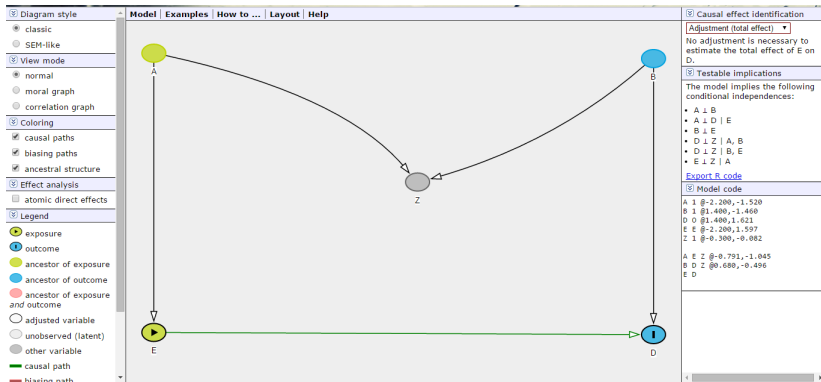 Diagram style
classic
SEM-like
View mode
normal
moral graph
correlation graph
Coloring
causal paths
biasing paths
ancestral structure
Effect analysis
atomic direct effects
Legend
exposure
outcome
ancestor of exposure
ancestor of outcome
ancestor of exposure
and outcome
adjusted variable
unobserved (latent)
other variable
causal path
biasing path
Model | Examples | How to ... | Layout | Help
A
B
Z
E
D
Causal effect identification
Adjustment (total effect)
No adjustment is necessary to
estimate the total effect of E on
D.
Testable implications
The model implies the following
conditional independences:
• A ⊥ B
• A ⊥ D | E
• B ⊥ E
• D ⊥ Z | A, B
• D ⊥ Z | B, E
• E ⊥ Z | A
Export R code
Model code
A 1 @-2.200,-1.520
B 1 @1.400,-1.460
D O @1.400,1.621
E E @-2.200,1.597
Z 1 @-0.300,-0.082
A E Z @-0.791,-1.045
B D Z @0.680,-0.496
E D